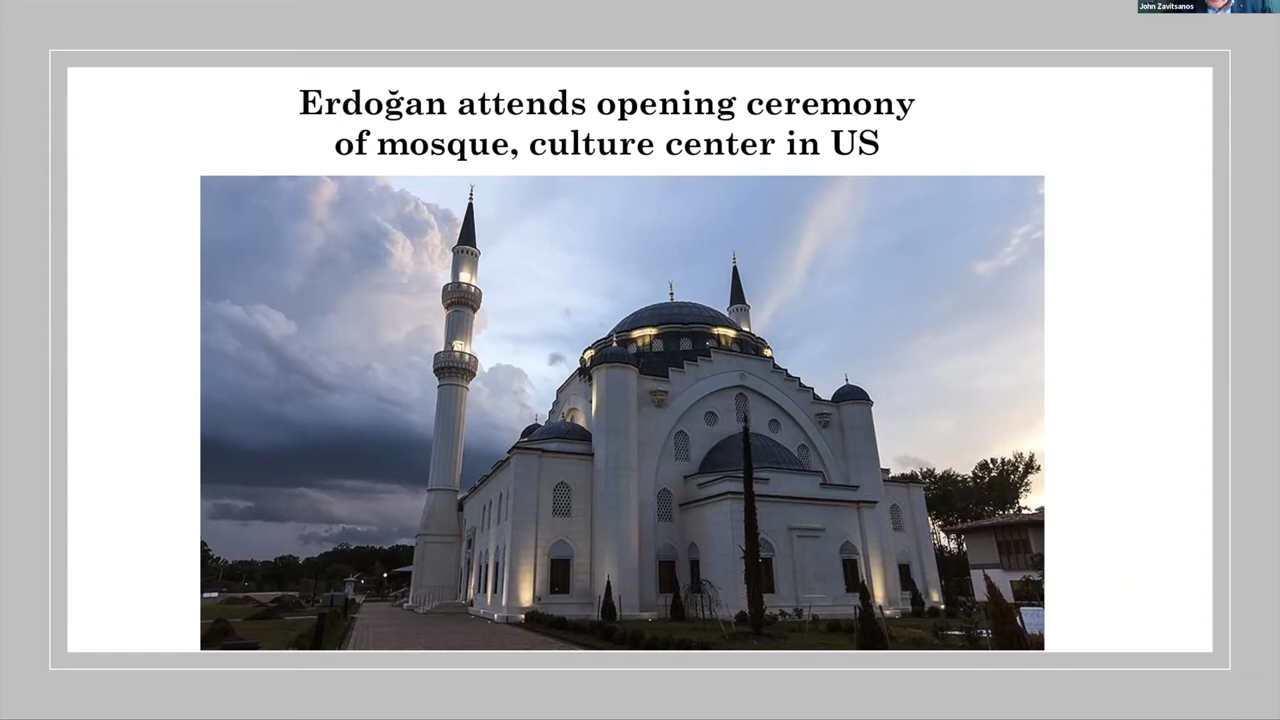 John Zavitsanos
Erdoğan attends opening ceremony
of mosque, culture center in US